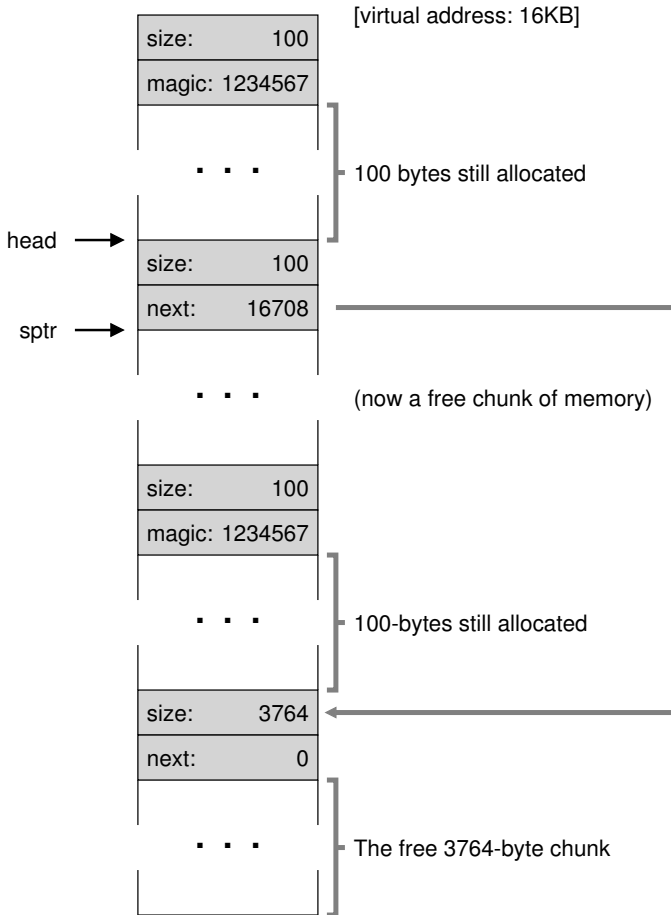 [virtual address: 16KB]
size: 100
magic: 1234567
. . .
100 bytes still allocated
head
size: 100
next: 16708
sptr
. . .
(now a free chunk of memory)
size: 100
magic: 1234567
. . .
100-bytes still allocated
size: 3764
next: 0
. . .
The free 3764-byte chunk